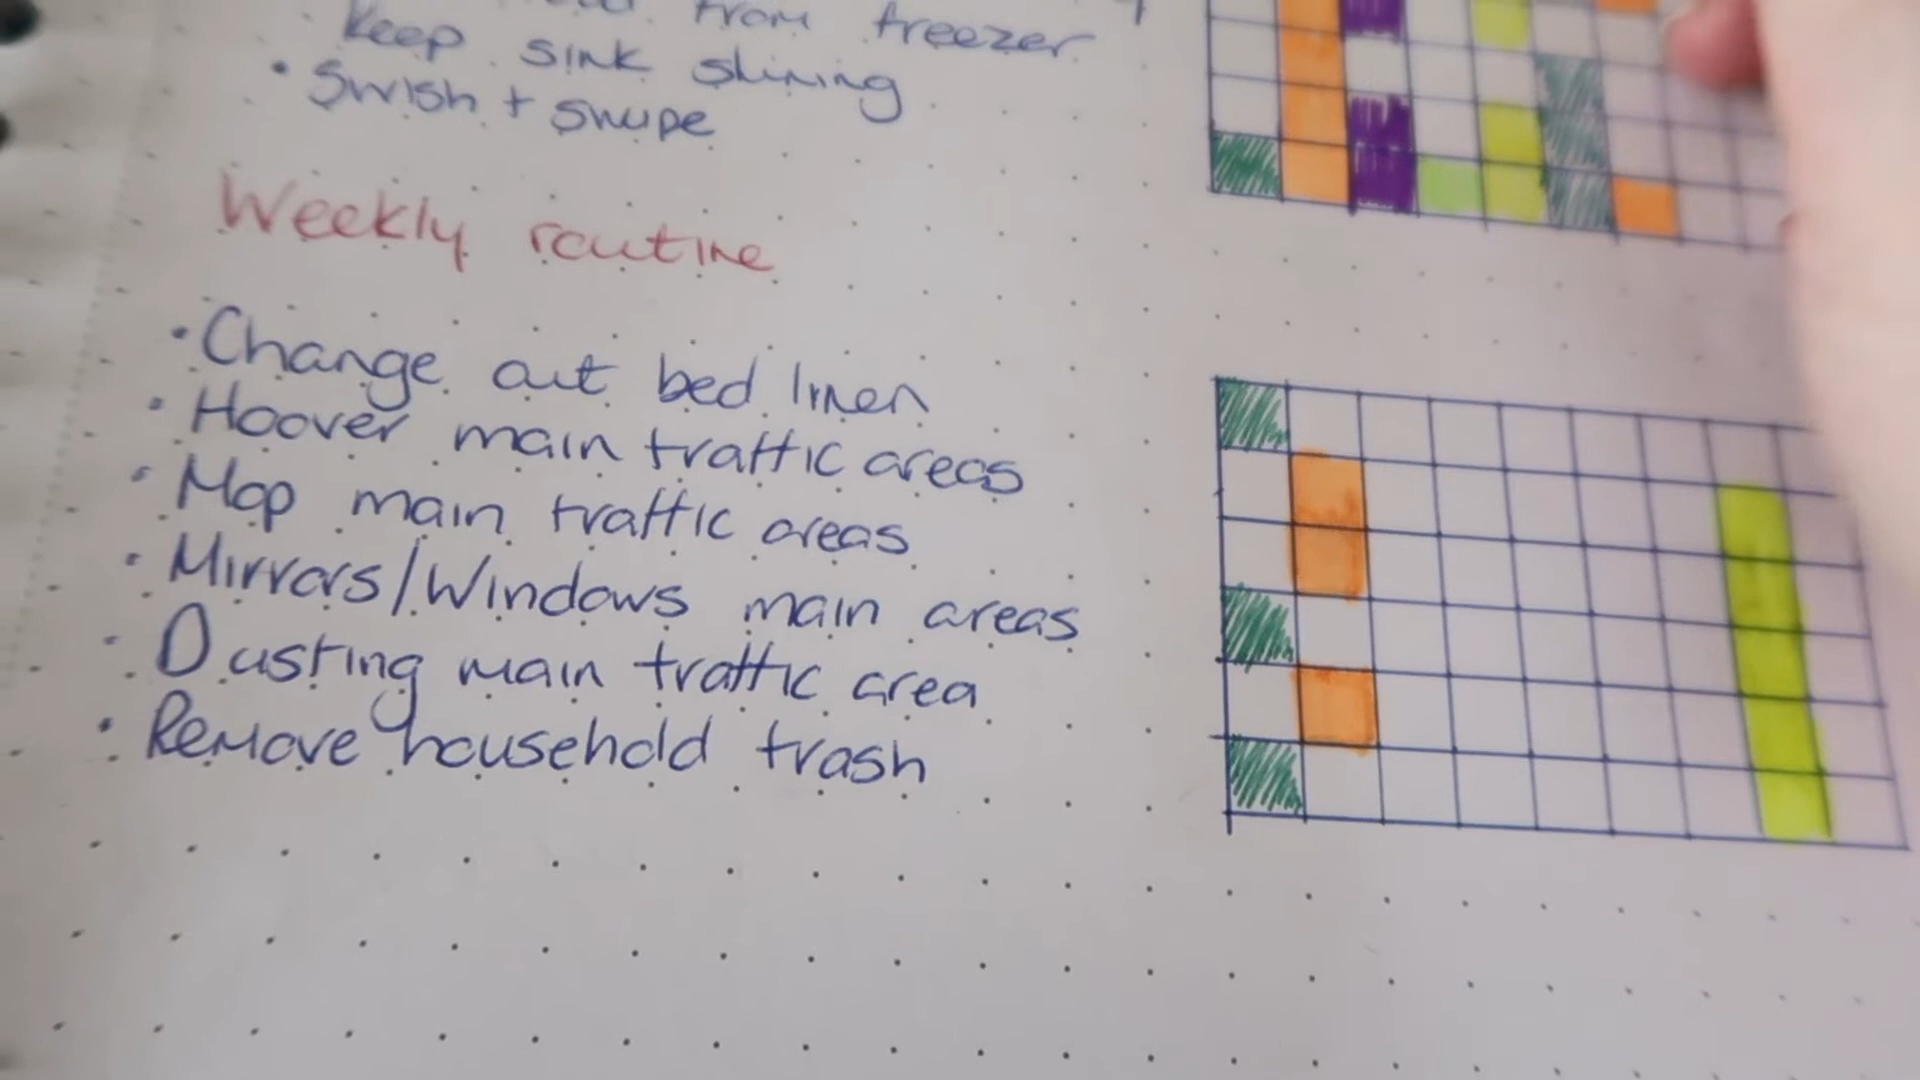 from freezer
Keep sink shining
• Swish + swipe
Weekly routine
• Change out bed linen
• Hoover main traffic areas
• Mop main traffic areas
• Mirrors/Windows main areas
• Dusting main traffic area
• Remove household trash